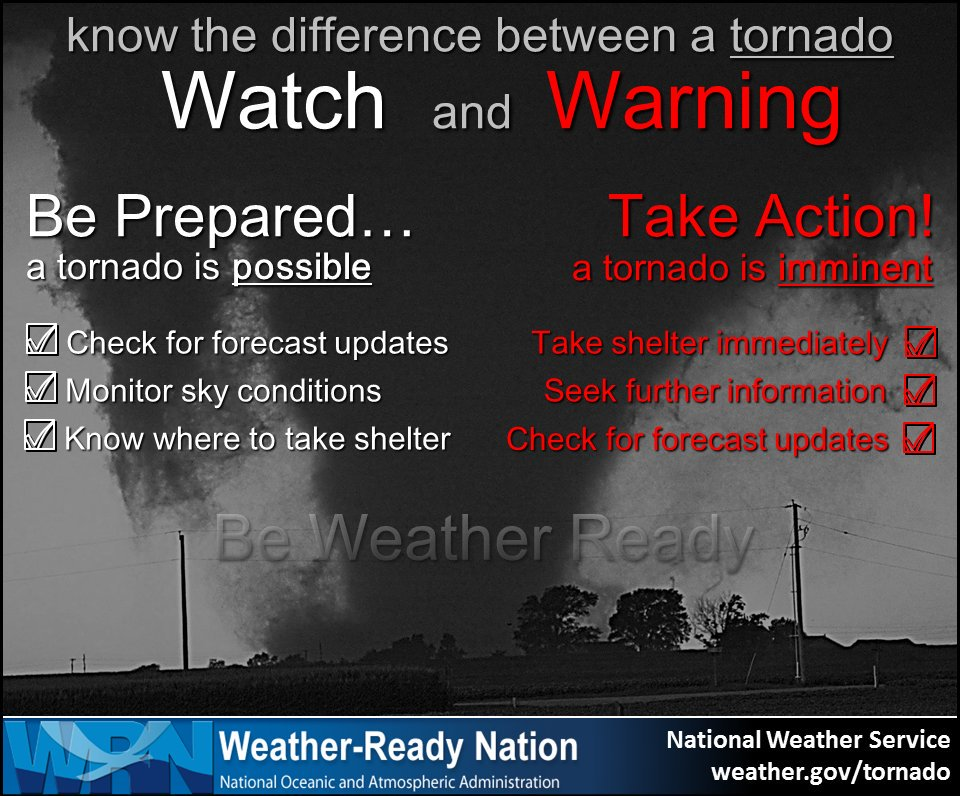 know the difference between a tornado
Watch and Warning
Be Prepared…
a tornado is possible
Check for forecast updates
Monitor sky conditions
Know where to take shelter
Take Action!
a tornado is imminent
Take shelter immediately
Seek further information
Check for forecast updates
Be Weather Ready
WRN
Weather-Ready Nation
National Oceanic and Atmospheric Administration
National Weather Service
weather.gov/tornado